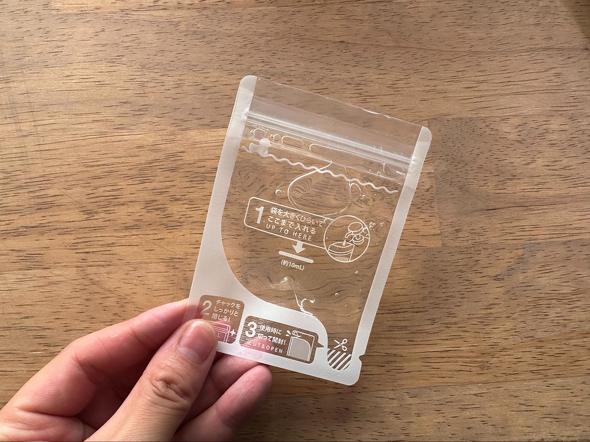 1 袋を大きくひらいて
ここまで入れる
UP TO HERE
(約10mL)
2 チャックを
しっかりと
閉じる!
3 使用時に
切って開封!
CUT&OPEN